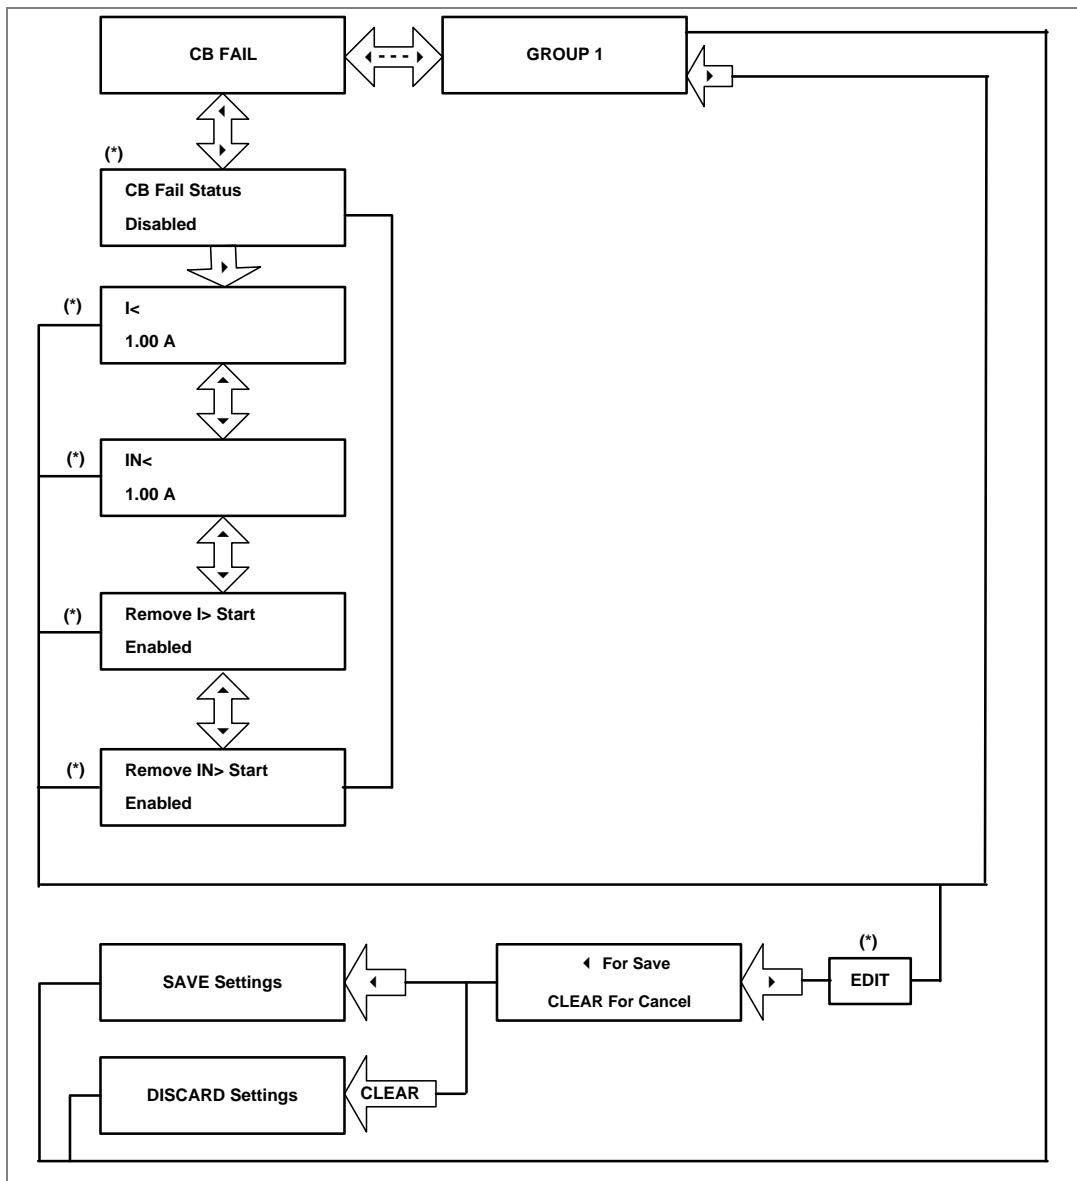 CB FAIL
GROUP 1
(*)
CB Fail Status
Disabled
(*)
I<
1.00 A
(*)
IN<
1.00 A
(*)
Remove I> Start
Enabled
(*)
Remove IN> Start
Enabled
(*)
SAVE Settings
For Save
CLEAR For Cancel
EDIT
DISCARD Settings
CLEAR